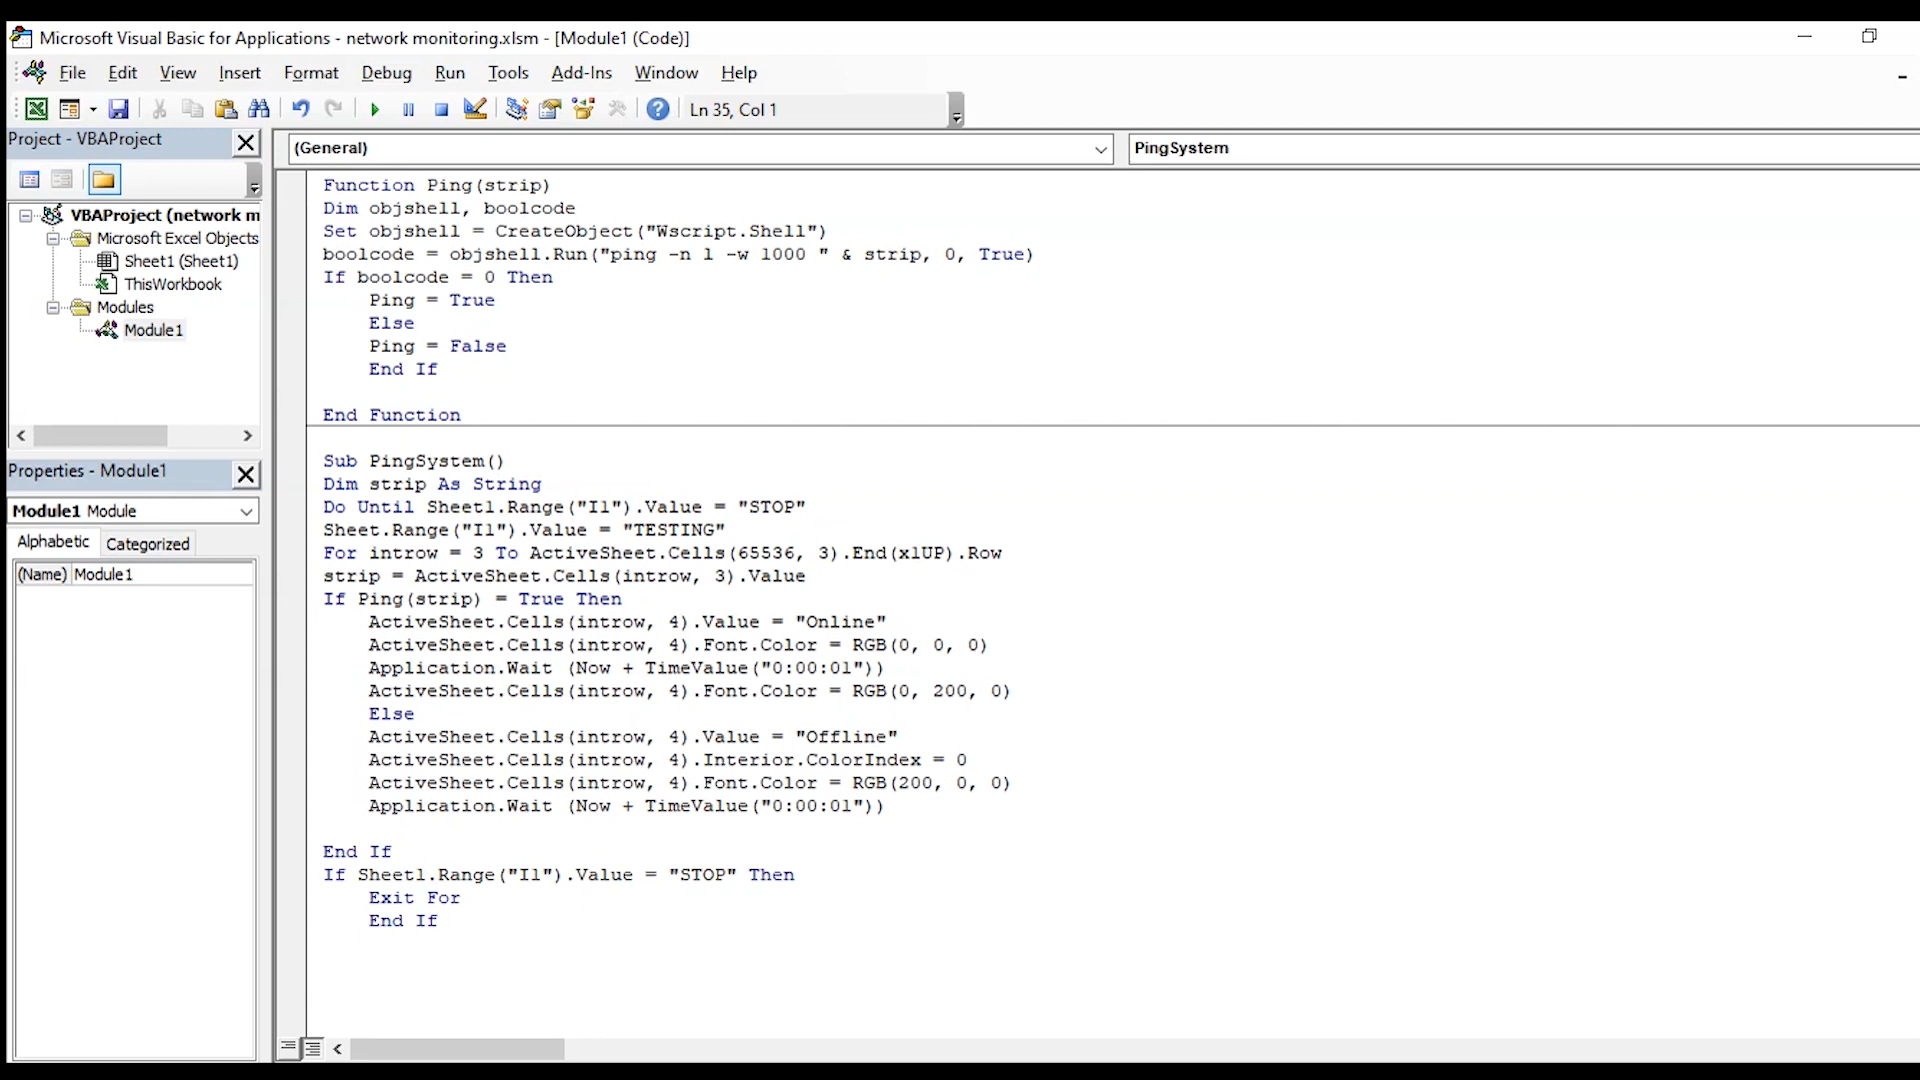 Microsoft Visual Basic for Applications - network monitoring.xlsm - [Module1 (Code)]
File Edit View Insert Format Debug Run Tools Add-Ins Window Help
Ln 35, Col 1
Project - VBAProject
(General)
PingSystem
VBAProject (network m
Microsoft Excel Objects
Sheet1 (Sheet1)
ThisWorkbook
Modules
Module1
Properties - Module1
Module1 Module
Alphabetic Categorized
(Name) Module1
Function Ping(strip)
Dim objshell, boolcode
Set objshell = CreateObject("Wscript.Shell")
boolcode = objshell.Run("ping -n 1 -w 1000 " & strip, 0, True)
If boolcode = 0 Then
Ping = True
Else
Ping = False
End If
End Function
Sub PingSystem()
Dim strip As String
Do Until Sheet1.Range("I1").Value = "STOP"
Sheet.Range("I1").Value = "TESTING"
For introw = 3 To ActiveSheet.Cells(65536, 3).End(xlUP).Row
strip = ActiveSheet.Cells(introw, 3).Value
If Ping(strip) = True Then
ActiveSheet.Cells(introw, 4).Value = "Online"
ActiveSheet.Cells(introw, 4).Font.Color = RGB(0, 0, 0)
Application.Wait (Now + TimeValue("0:00:01"))
ActiveSheet.Cells(introw, 4).Font.Color = RGB(0, 200, 0)
Else
ActiveSheet.Cells(introw, 4).Value = "Offline"
ActiveSheet.Cells(introw, 4).Interior.ColorIndex = 0
ActiveSheet.Cells(introw, 4).Font.Color = RGB(200, 0, 0)
Application.Wait (Now + TimeValue("0:00:01"))
End If
If Sheet1.Range("I1").Value = "STOP" Then
Exit For
End If